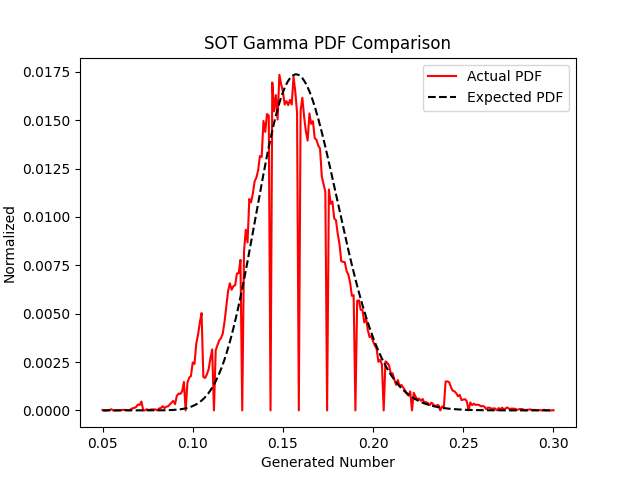 SOT Gamma PDF Comparison
Actual PDF
Expected PDF
Normalized
0.0175
0.0150
0.0125
0.0100
0.0075
0.0050
0.0025
0.0000
0.05 0.10 0.15 0.20 0.25 0.30
Generated Number